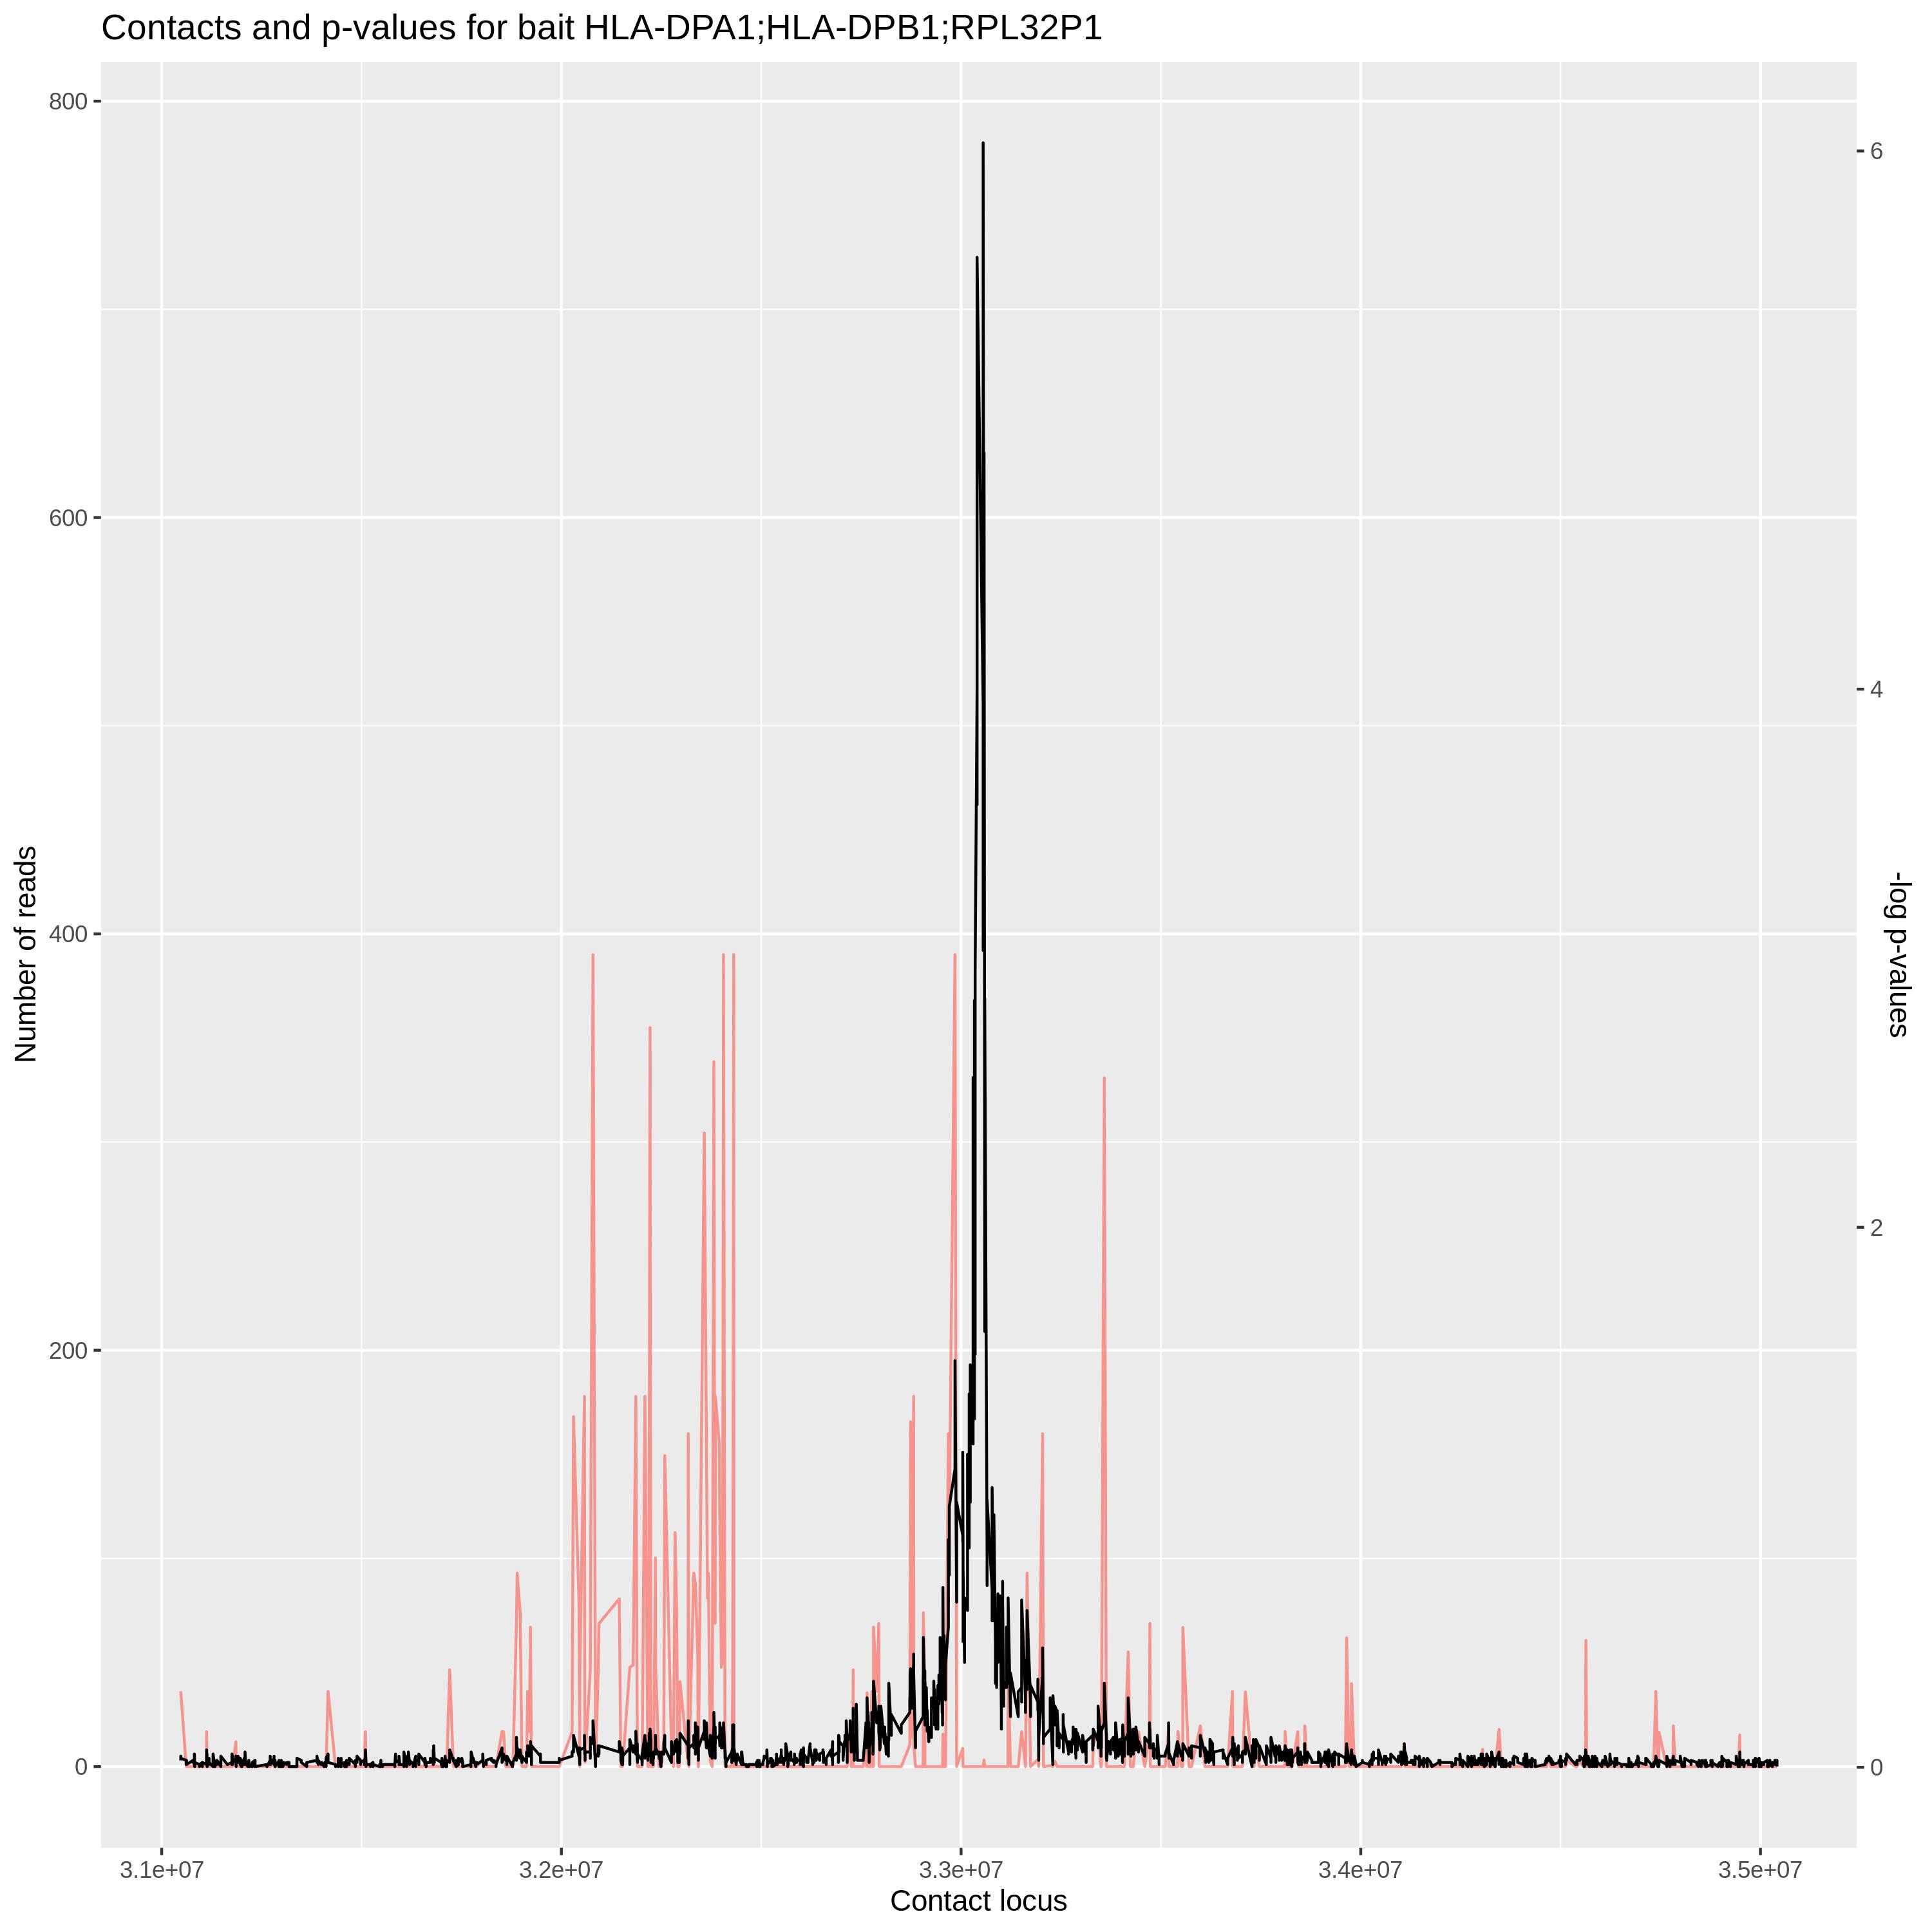 Contacts and p-values for bait HLA-DPA1;HLA-DPB1;RPL32P1
800
600
400
200
0
Number of reads
6
4
2
0
-log p-values
3.1e+07
3.2e+07
3.3e+07
3.4e+07
3.5e+07
Contact locus